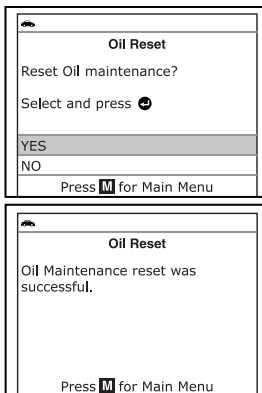 Oil Reset
Reset Oil maintenance?
Select and press
YES
NO
Press M for Main Menu
Oil Reset
Oil Maintenance reset was
successful.
Press M for Main Menu